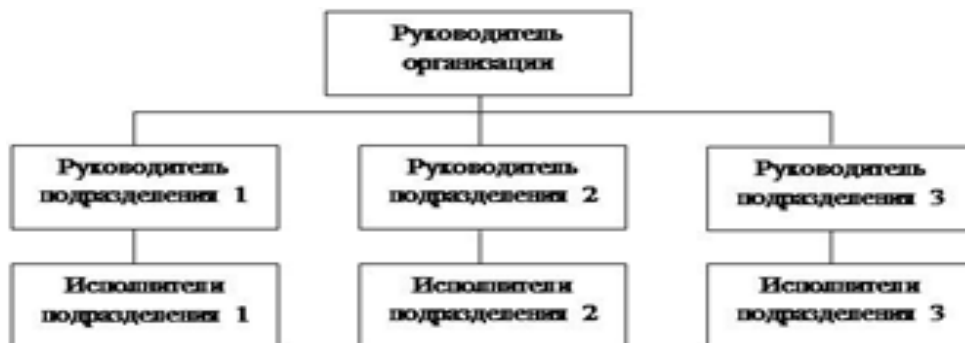 Руководитель
организации
Руководитель
подразделения 1
Руководитель
подразделения 2
Руководитель
подразделения 3
Исполнители
подразделения 1
Исполнители
подразделения 2
Исполнители
подразделения 3